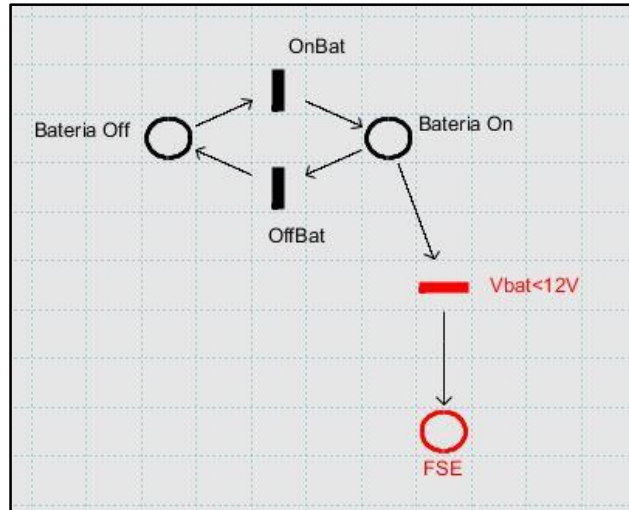 OnBat
Bateria Off
Bateria On
OffBat
Vbat<12V
FSE